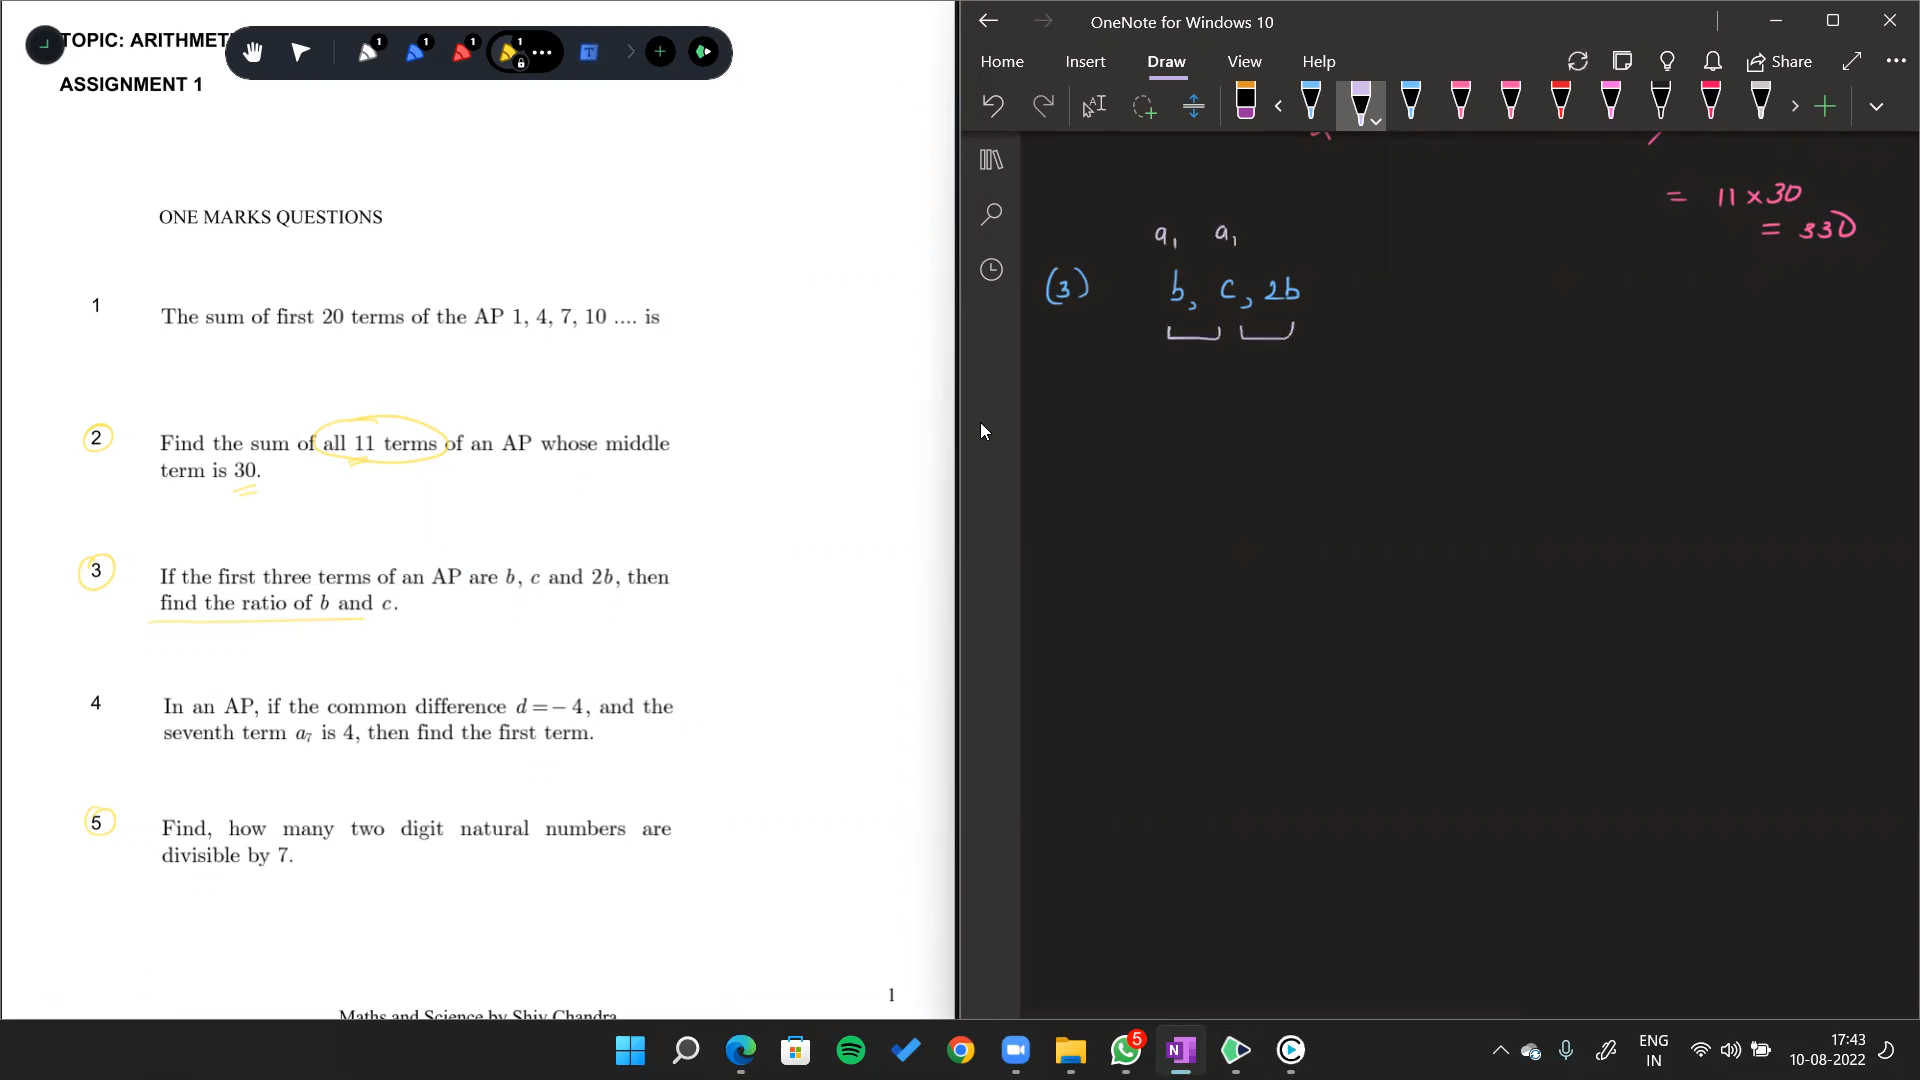 TOPIC: ARITHMET
ASSIGNMENT 1
ONE MARKS QUESTIONS
1 The sum of first 20 terms of the AP 1, 4, 7, 10 .... is
2 Find the sum of all 11 terms of an AP whose middle
term is 30.
3 If the first three terms of an AP are b, c and 2b, then
find the ratio of b and c.
4 In an AP, if the common difference d = − 4, and the
seventh term a₇ is 4, then find the first term.
5 Find, how many two digit natural numbers are
divisible by 7.
1
Maths and Science by Shiv Chandra
1 1 1 1
T
OneNote for Windows 10
Home Insert Draw View Help Share
= 11 × 30
= 330
a₁ a₁
(3) b, c, 2b
5
N
ENG
IN
17:43
10-08-2022